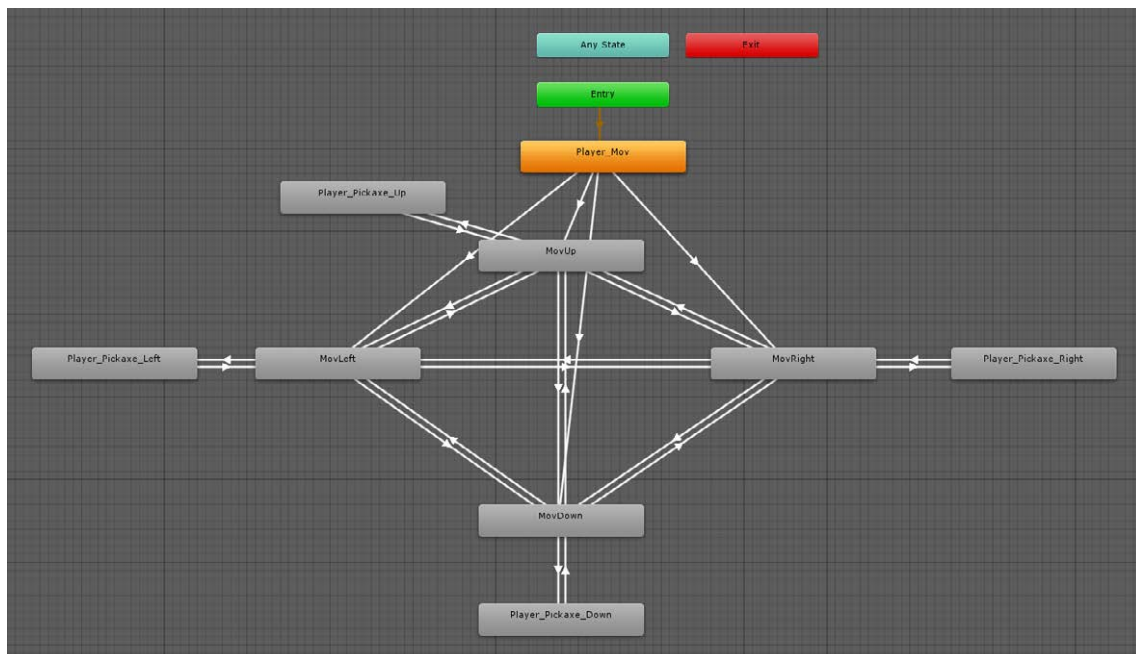 Any State
Exit
Entry
Player_Mov
Player_Pickaxe_Up
MovUp
Player_Pickaxe_Left
MovLeft
MovRight
Player_Pickaxe_Right
MovDown
Player_Pickaxe_Down